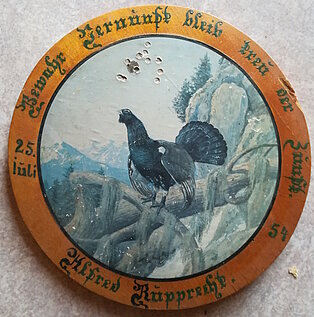 Bewahr Vernunft bleib treu der Zunft.
25. Juli
54
Alfred Rupprecht.